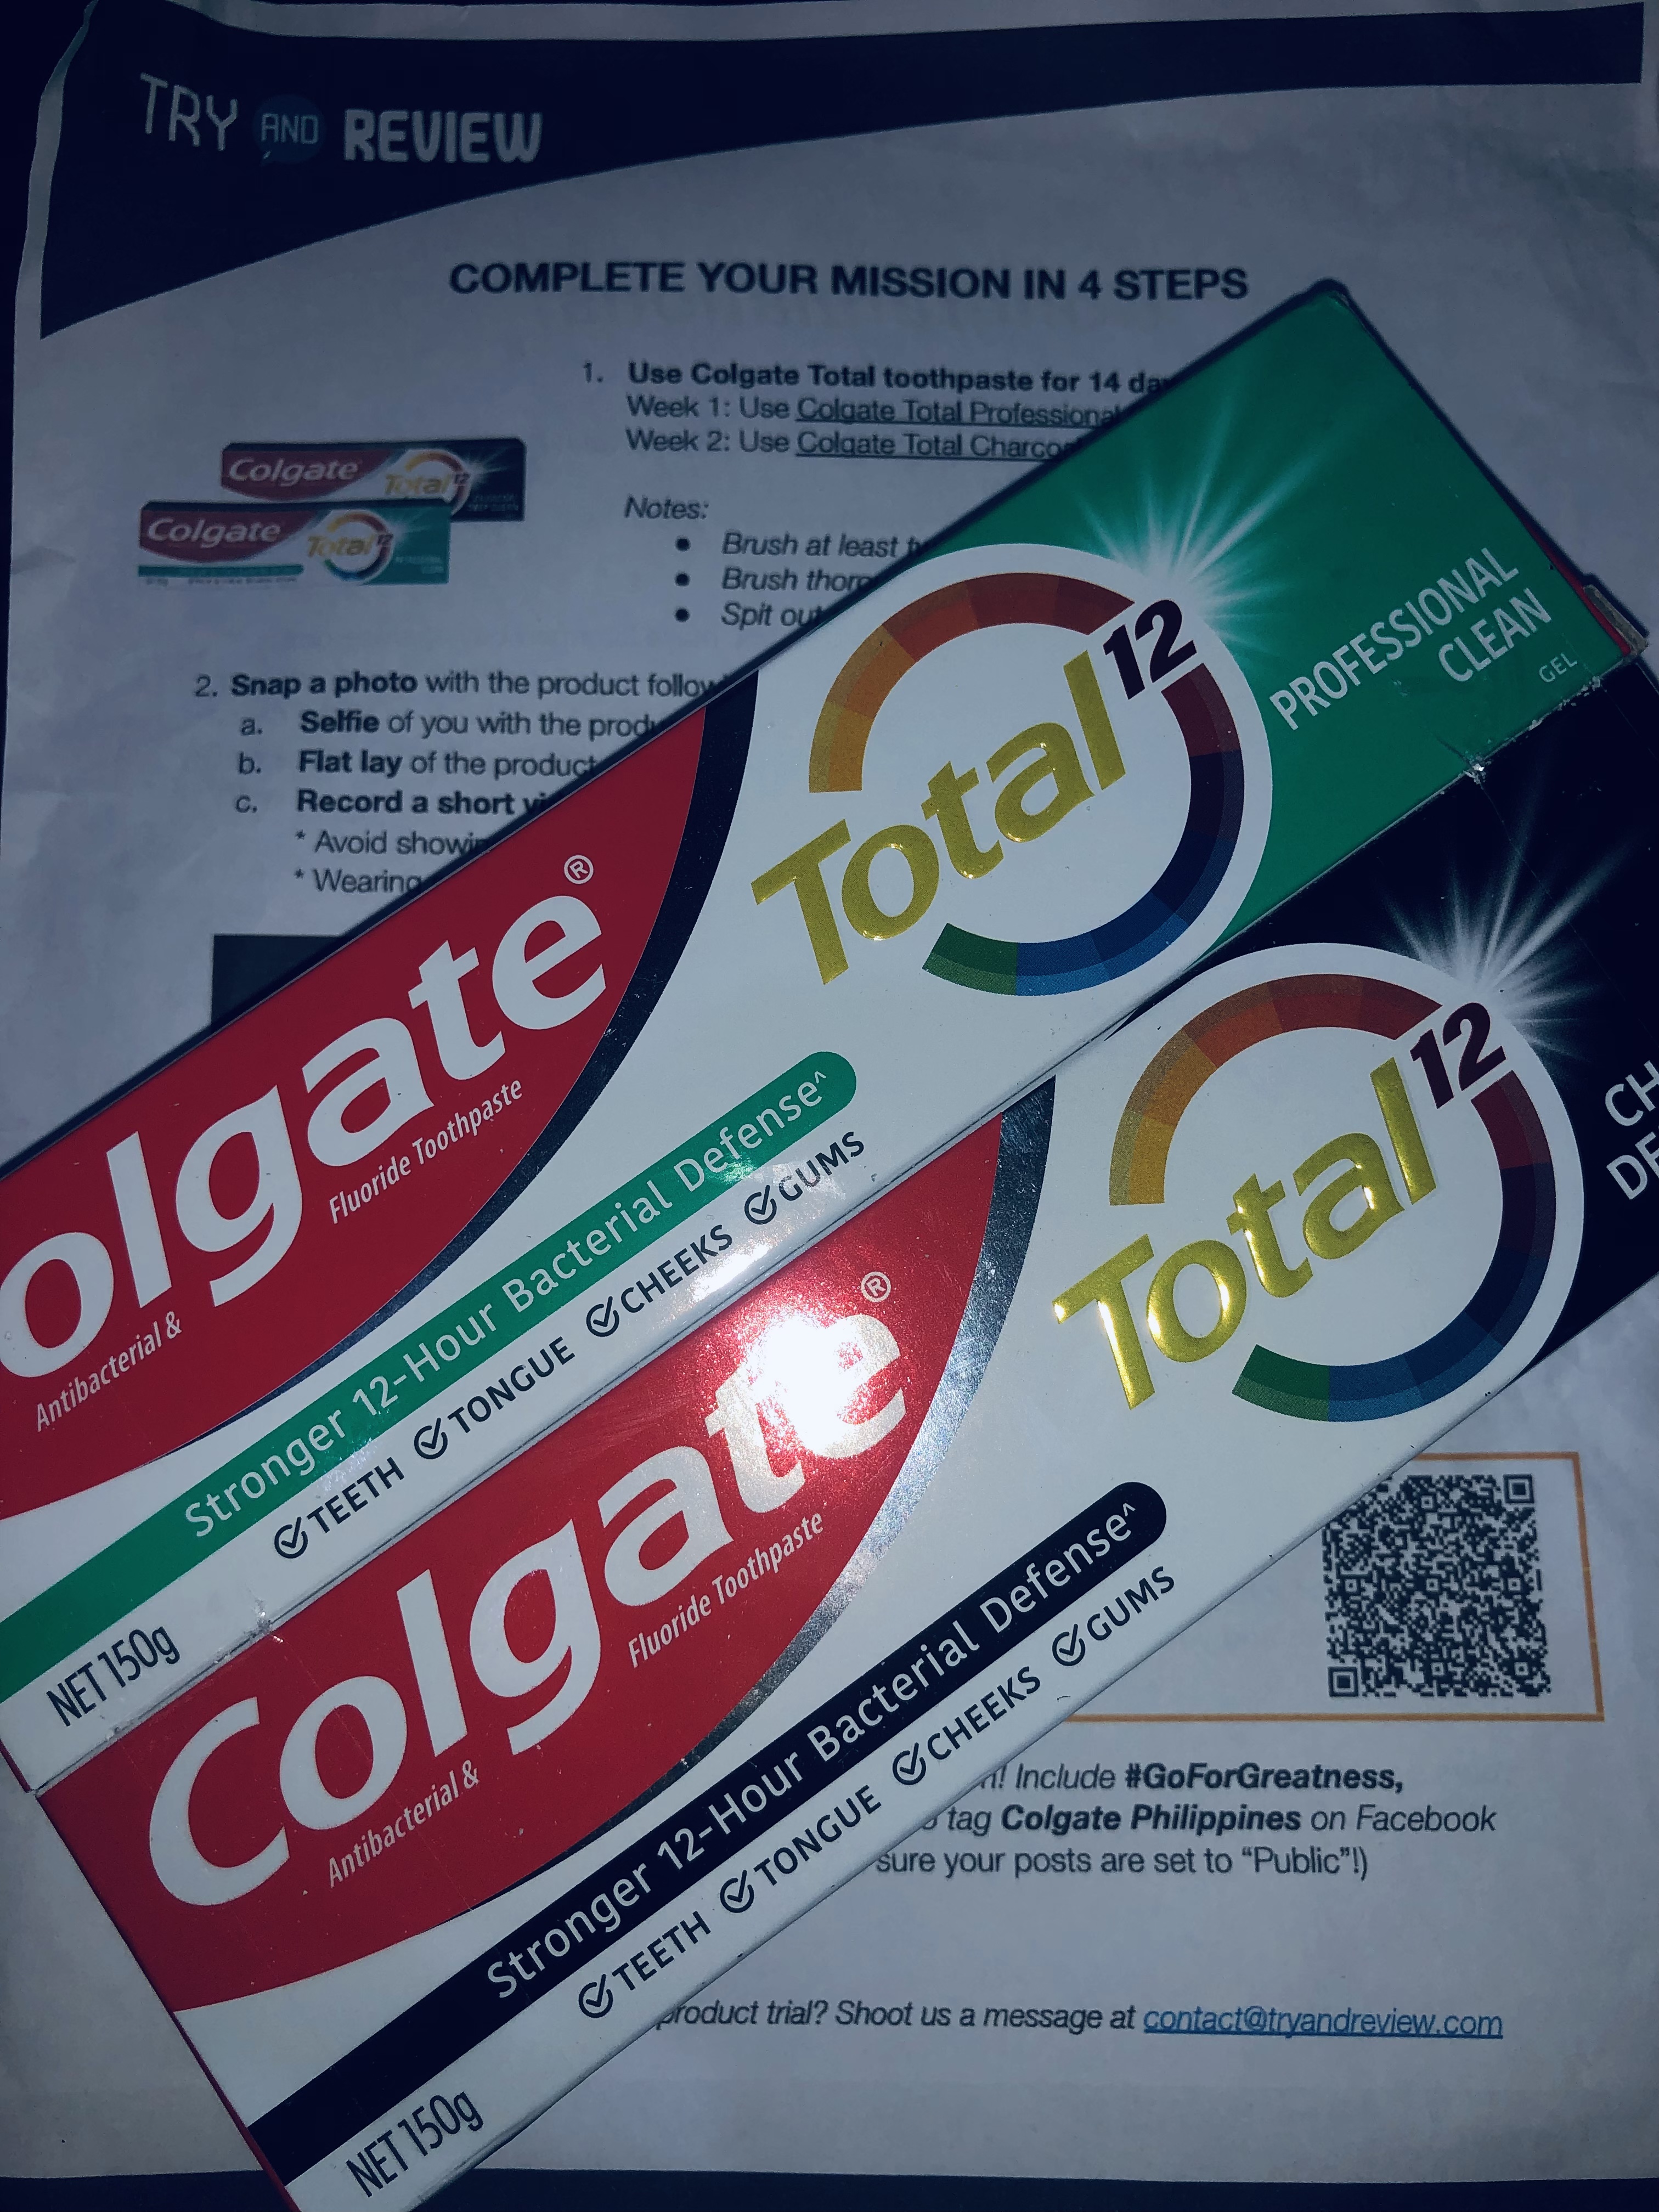 TRY AND REVIEW
COMPLETE YOUR MISSION IN 4 STEPS
1. Use Colgate Total toothpaste for 14
Week 1: Use Colgate Total Professional
Week 2: Use Colgate Total
Notes:
• Brush at least
• Brush
• Spit
Colgate Total 12
Colgate Total 12
2. Snap a photo with the product
a. Selfie of you with the
b. Flat lay of the product
c. Record a short
* Avoid
* Wearing
olgate®
Antibacterial & Fluoride Toothpaste
Total 12
PROFESSIONAL
CLEAN
GEL
Stronger 12-Hour Bacterial Defense^
TEETH TONGUE CHEEKS GUMS
NET 150g
Colgate®
Antibacterial & Fluoride Toothpaste
Total 12
CH
DE
Stronger 12-Hour Bacterial Defense^
TEETH TONGUE CHEEKS GUMS
NET 150g
! Include #GoForGreatness,
tag Colgate Philippines on Facebook
sure your posts are set to “Public”!)
product trial? Shoot us a message at contact@tryandreview.com